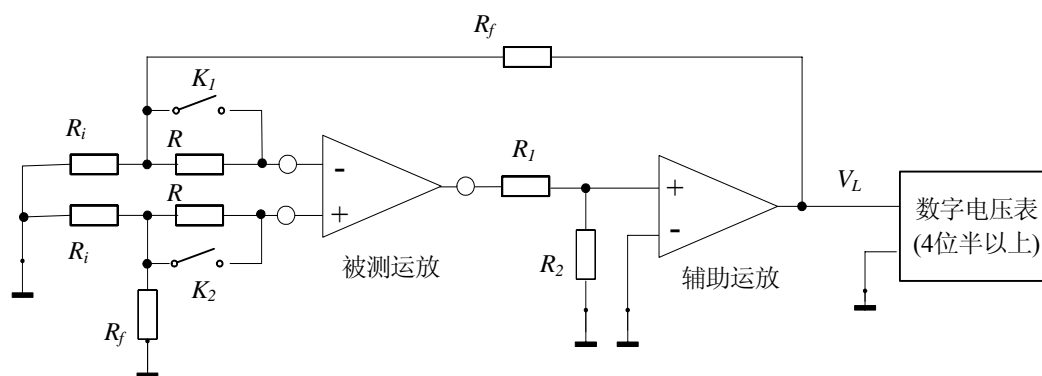 R_f
K_1
R_i
R
R_1
V_L
-
+
R
+
-
数字电压表
(4位半以上)
R_i
K_2
被测运放
R_2
辅助运放
R_f